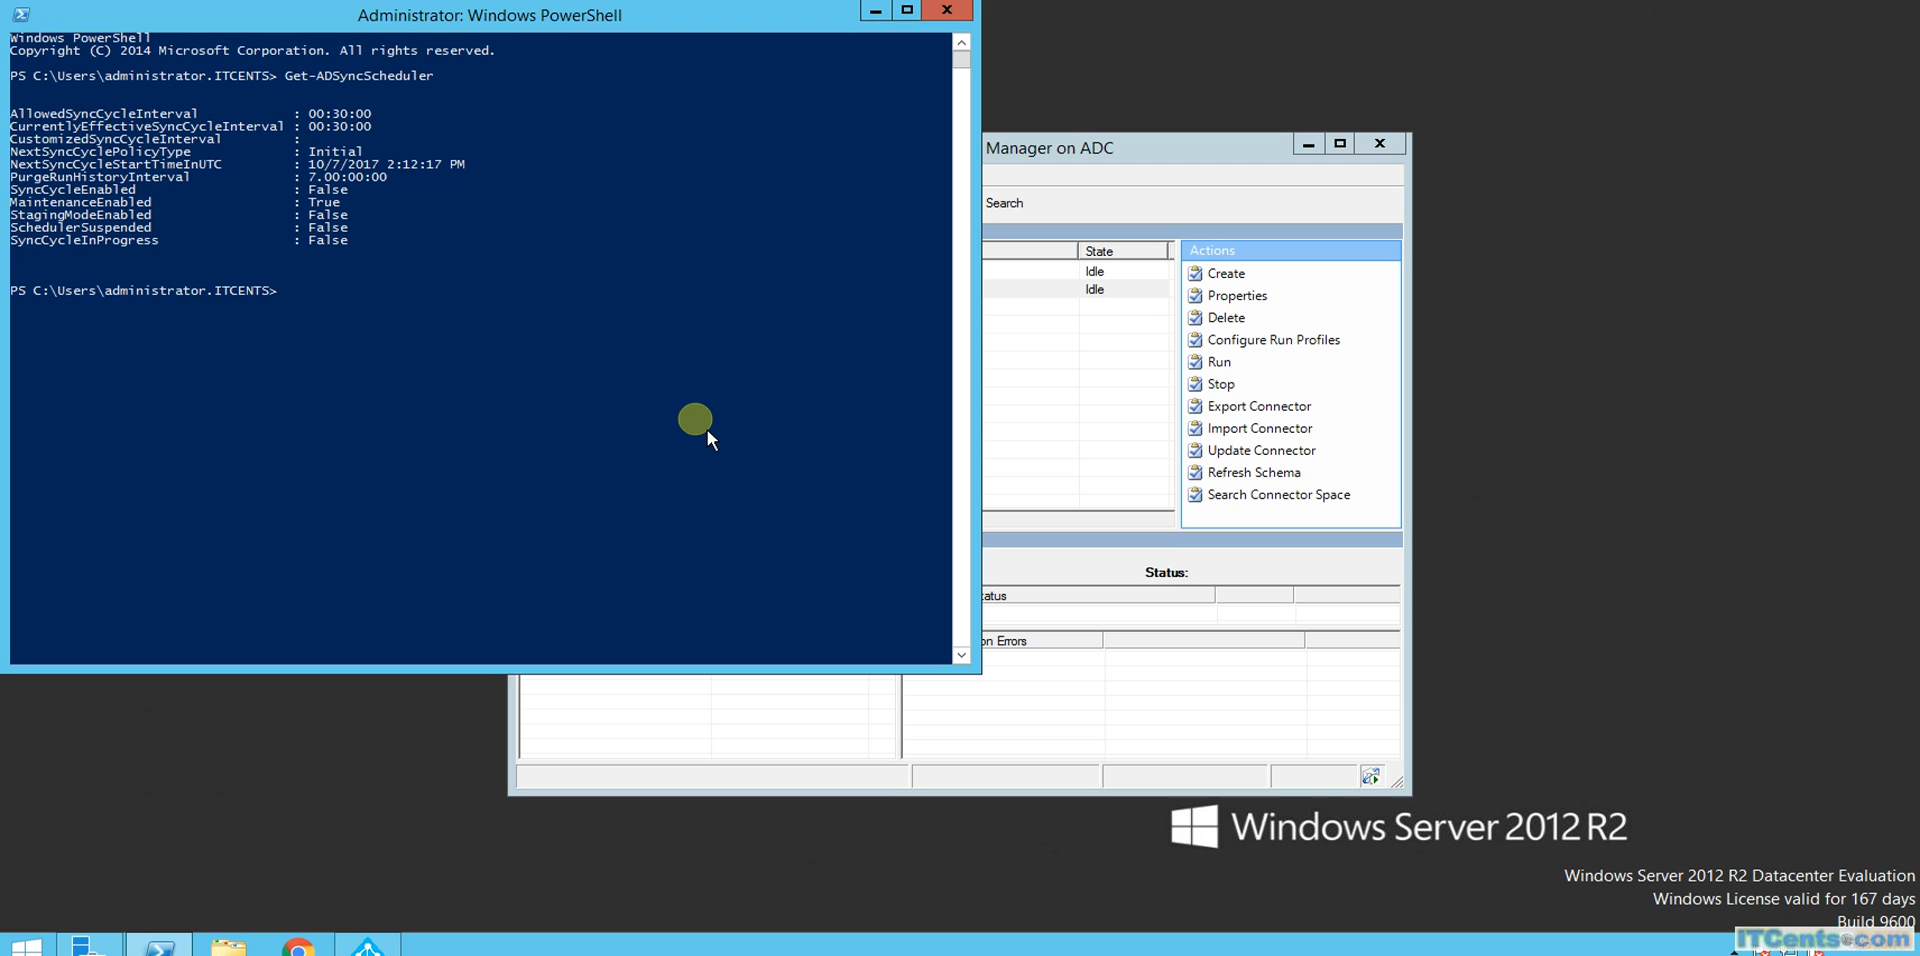 Administrator: Windows PowerShell
Windows PowerShell
Copyright (C) 2014 Microsoft Corporation. All rights reserved.
PS C:\Users\administrator.ITCENTS> Get-ADSyncScheduler
AllowedSyncCycleInterval : 00:30:00
CurrentlyEffectiveSyncCycleInterval : 00:30:00
CustomizedSyncCycleInterval :
NextSyncCyclePolicyType : Initial
NextSyncCycleStartTimeInUTC : 10/7/2017 2:12:17 PM
PurgeRunHistoryInterval : 7.00:00:00
SyncCycleEnabled : False
MaintenanceEnabled : True
StagingModeEnabled : False
SchedulerSuspended : False
SyncCycleInProgress : False
PS C:\Users\administrator.ITCENTS>
Manager on ADC
Search
State
Idle
Idle
Actions
Create
Properties
Delete
Configure Run Profiles
Run
Stop
Export Connector
Import Connector
Update Connector
Refresh Schema
Search Connector Space
Status:
tatus
on Errors
Windows Server 2012 R2
Windows Server 2012 R2 Datacenter Evaluation
Windows License valid for 167 days
Build 9600
ITCents.com